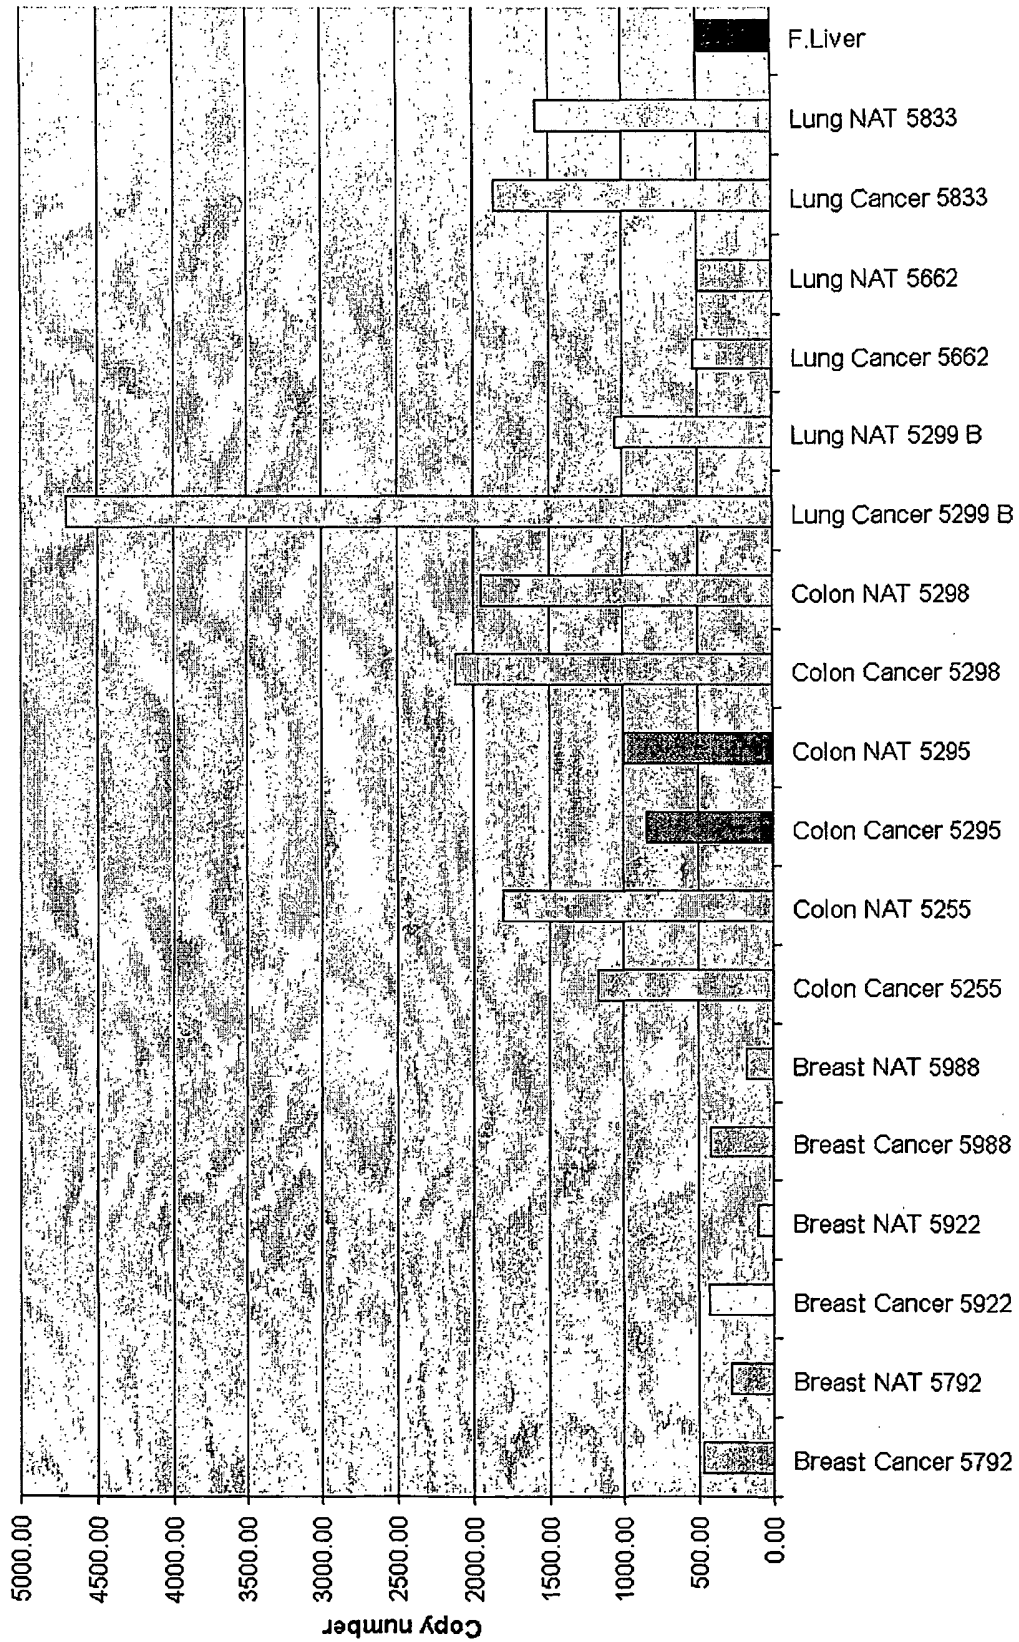 F.Liver
Lung NAT 5833
Lung Cancer 5833
Lung NAT 5662
Lung Cancer 5662
Lung NAT 5299 B
Lung Cancer 5299 B
Colon NAT 5298
Colon Cancer 5298
Colon NAT 5295
Colon Cancer 5295
Colon NAT 5255
Colon Cancer 5255
Breast NAT 5988
Breast Cancer 5988
Breast NAT 5922
Breast Cancer 5922
Breast NAT 5792
Breast Cancer 5792
5000.00
4500.00
4000.00
3500.00
3000.00
2500.00
2000.00
1500.00
1000.00
500.00
0.00
Copy number